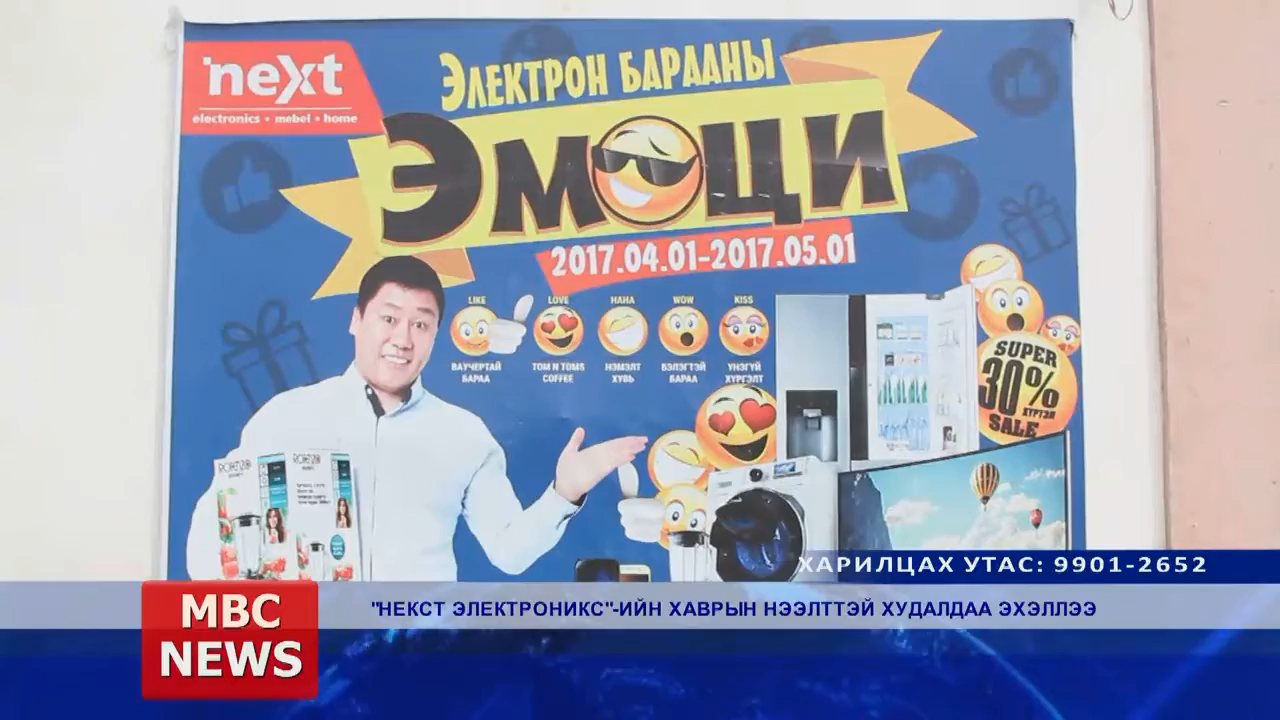 next
electronics • mebel • home
ЭЛЕКТРОН БАРААНЫ
ЭМОЦИ
2017.04.01-2017.05.01
LIKE LOVE HAHA WOW KISS
ВАУЧЕРТАЙ БАРАА
TOM N TOMS COFFEE
НЭМЭЛТ ХУВЬ
БЭЛЭГТЭЙ БАРАА
ҮНЭГҮЙ ХҮРГЭЛТ
SUPER
30%
ХҮРТЭЛ
SALE
ХАРИЛЦАХ УТАС: 9901-2652
"НЕКСТ ЭЛЕКТРОНИКС"-ИЙН ХАВРЫН НЭЭЛТТЭЙ ХУДАЛДАА ЭХЭЛЛЭЭ
MBC
NEWS